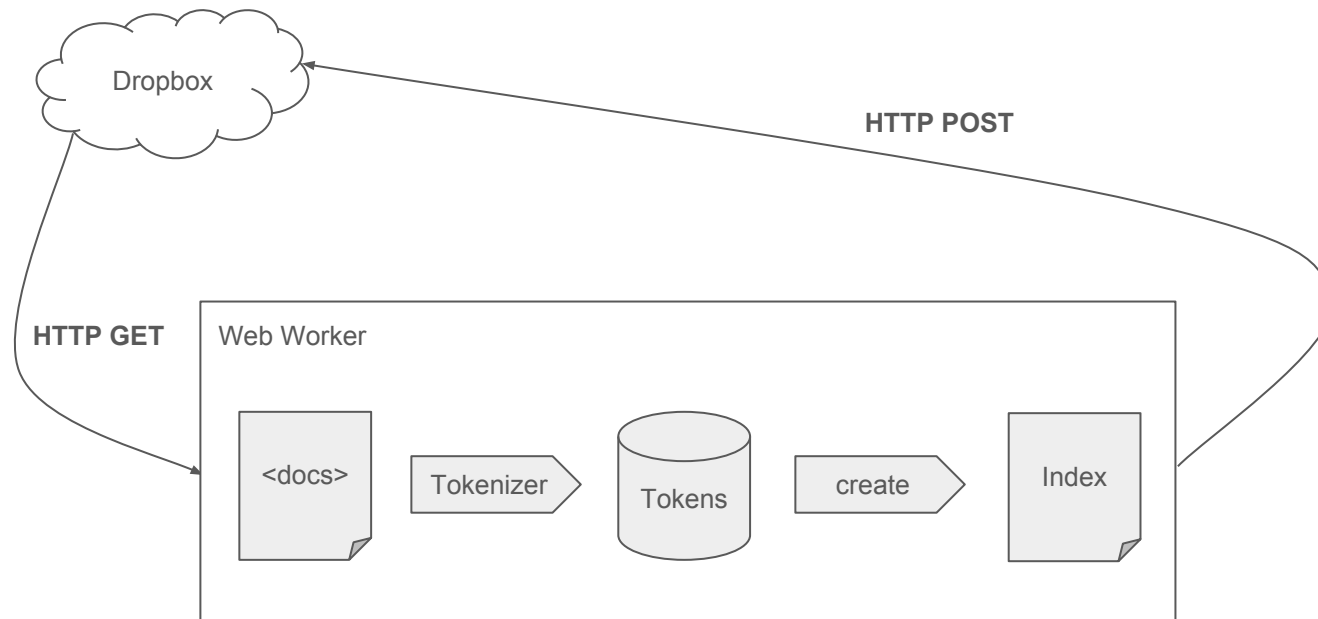 Dropbox
HTTP POST
HTTP GET
Web Worker
<docs>
Tokenizer
Tokens
create
Index